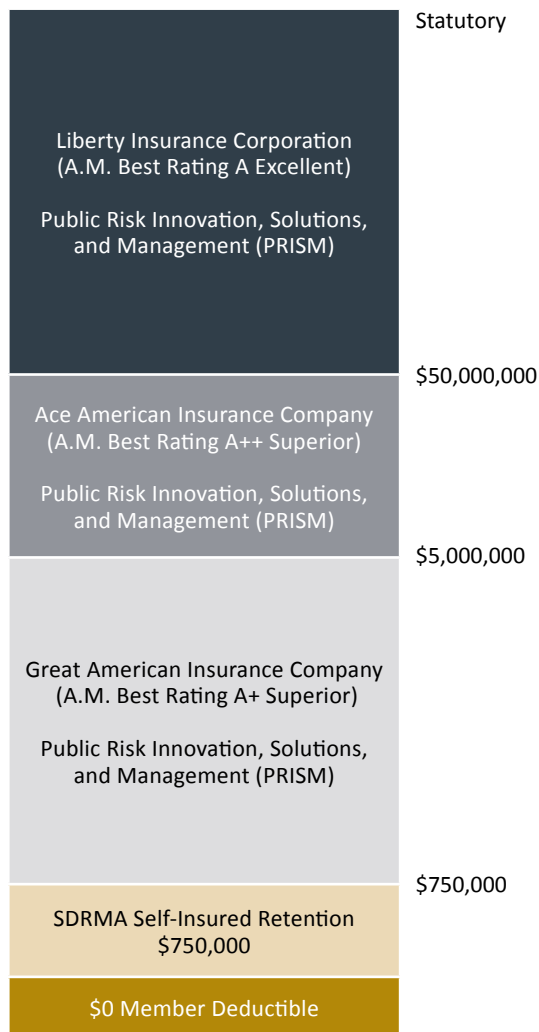 Statutory
Liberty Insurance Corporation
(A.M. Best Rating A Excellent)
Public Risk Innovation, Solutions,
and Management (PRISM)
$50,000,000
Ace American Insurance Company
(A.M. Best Rating A++ Superior)
Public Risk Innovation, Solutions,
and Management (PRISM)
$5,000,000
Great American Insurance Company
(A.M. Best Rating A+ Superior)
Public Risk Innovation, Solutions,
and Management (PRISM)
$750,000
SDRMA Self-Insured Retention
$750,000
$0 Member Deductible